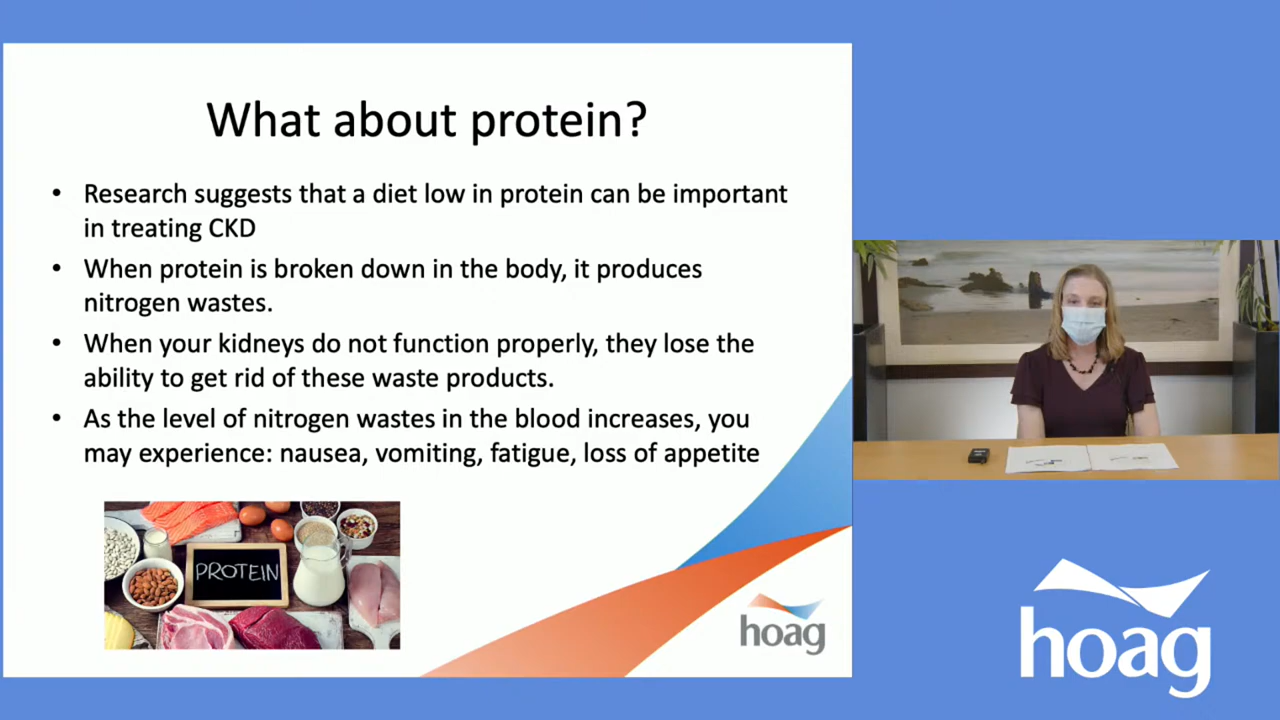 What about protein?
• Research suggests that a diet low in protein can be important
in treating CKD
• When protein is broken down in the body, it produces
nitrogen wastes.
• When your kidneys do not function properly, they lose the
ability to get rid of these waste products.
• As the level of nitrogen wastes in the blood increases, you
may experience: nausea, vomiting, fatigue, loss of appetite
PROTEIN
hoag
hoag